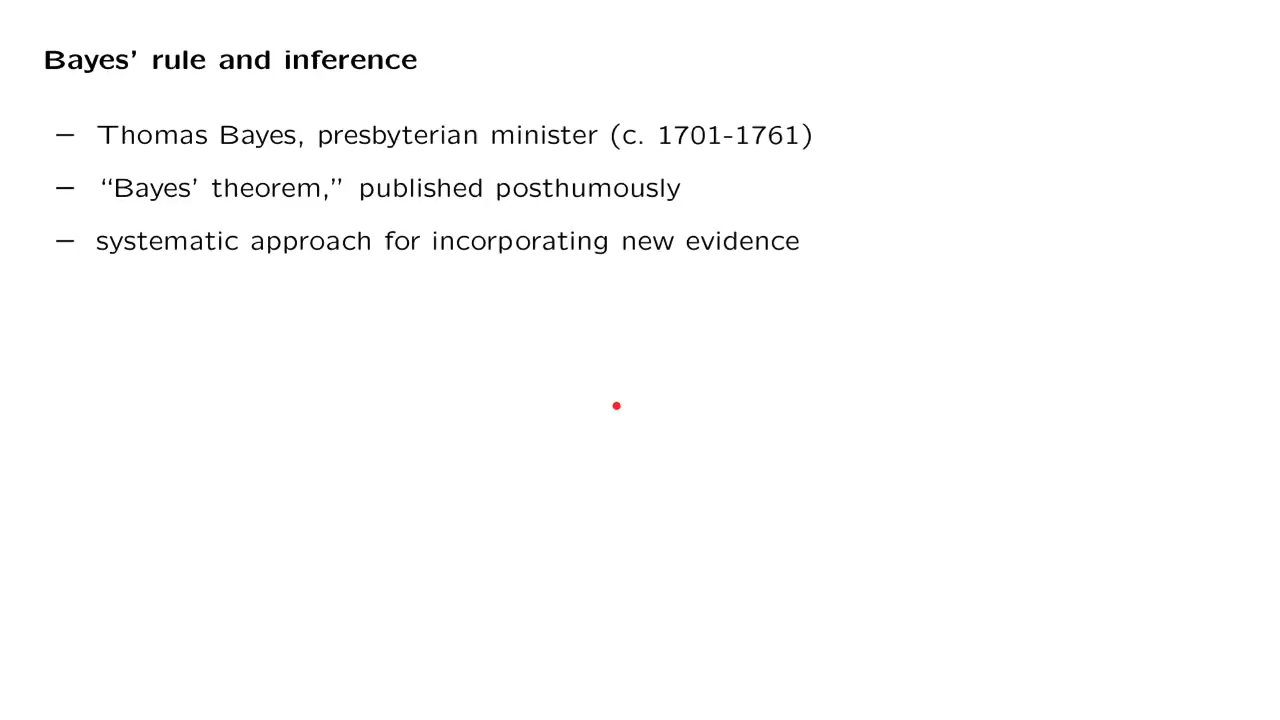 Bayes’ rule and inference
– Thomas Bayes, presbyterian minister (c. 1701-1761)
– “Bayes’ theorem,” published posthumously
– systematic approach for incorporating new evidence